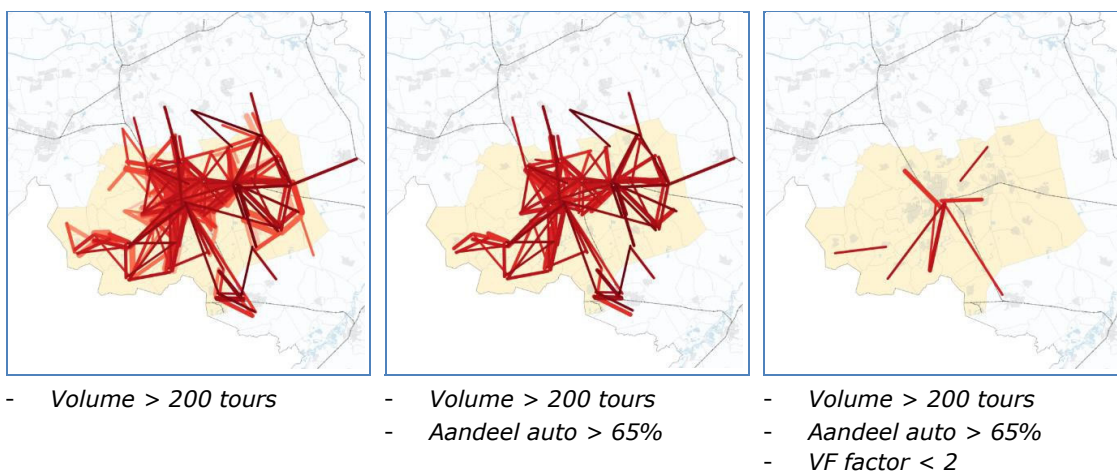 - Volume > 200 tours
- Volume > 200 tours
- Aandeel auto > 65%
- Volume > 200 tours
- Aandeel auto > 65%
- VF factor < 2